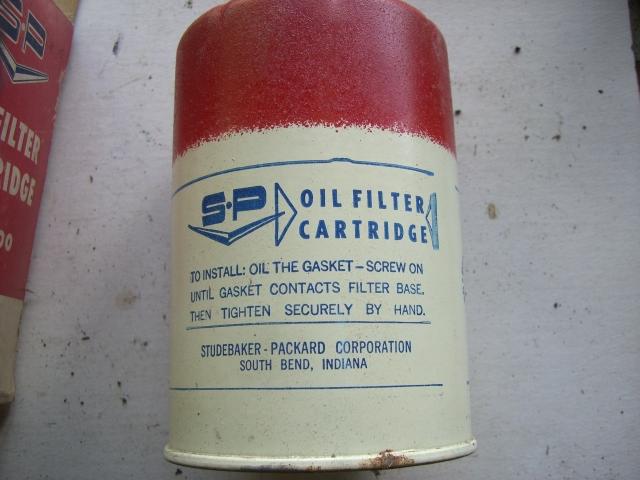 S-P
FILTER
RIDGE
00
S-P
OIL FILTER
CARTRIDGE
TO INSTALL: OIL THE GASKET – SCREW ON
UNTIL GASKET CONTACTS FILTER BASE.
THEN TIGHTEN SECURELY BY HAND.
STUDEBAKER - PACKARD CORPORATION
SOUTH BEND, INDIANA